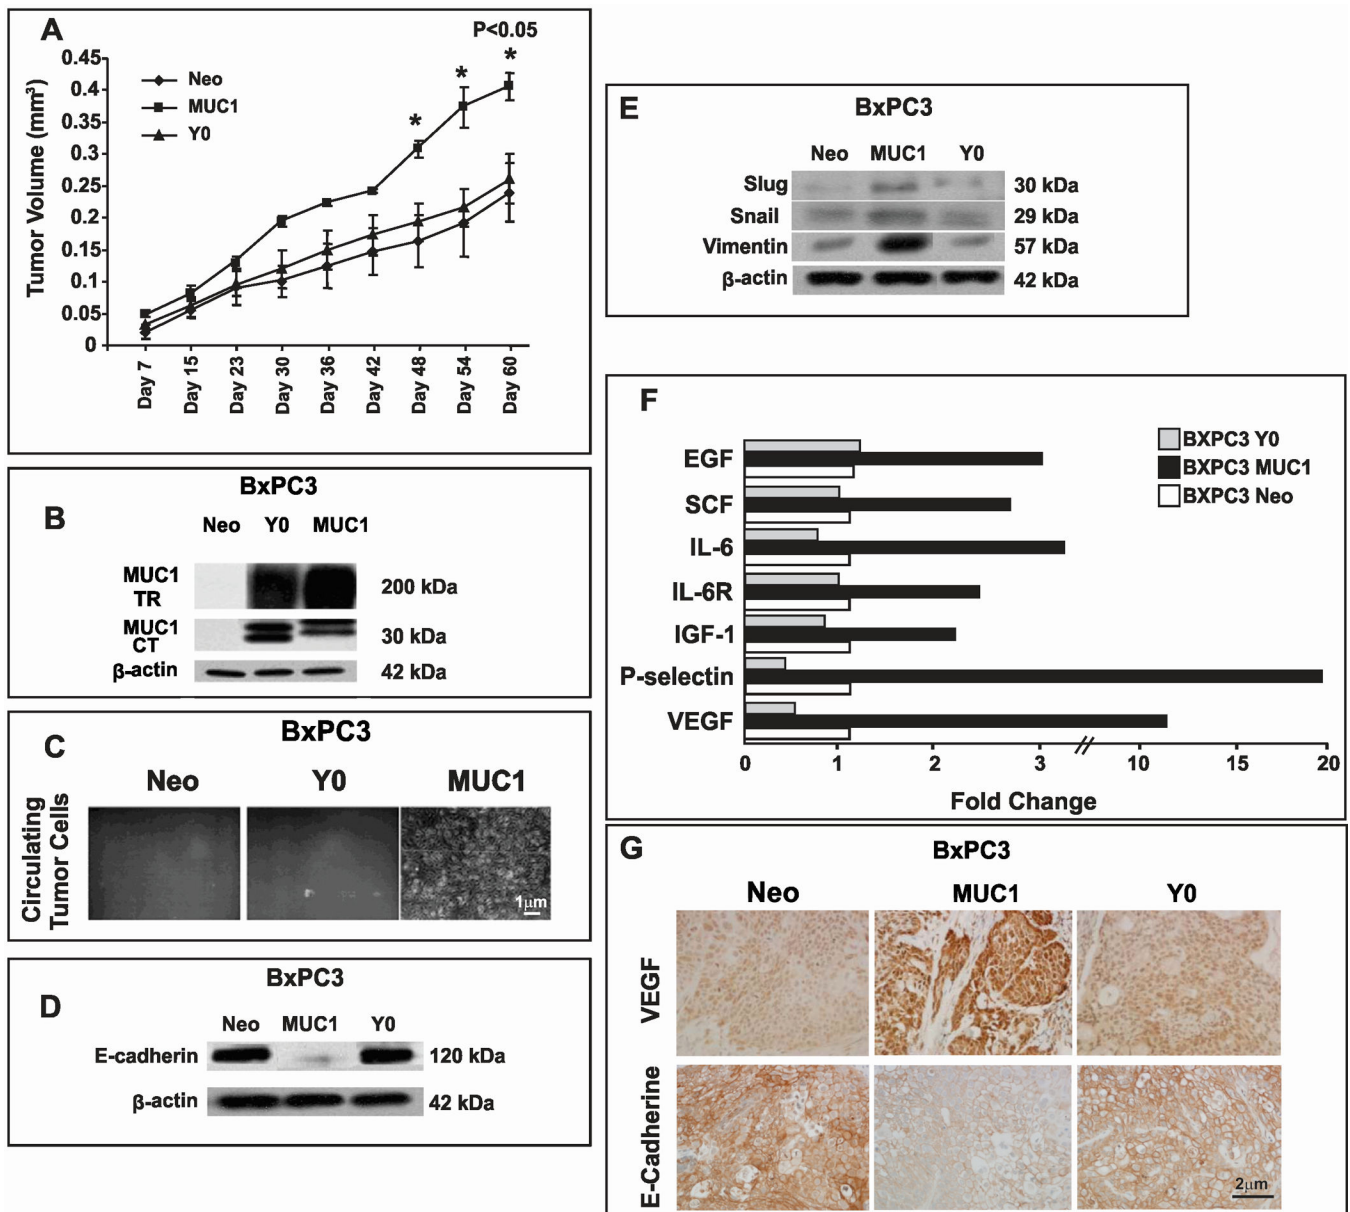 A
P<0.05
0.45
0.4
0.35
0.3
0.25
0.2
0.15
0.1
0.05
0
Tumor Volume (mm³)
Neo
MUC1
Y0
*
*
*
Day 7
Day 15
Day 23
Day 30
Day 36
Day 42
Day 48
Day 54
Day 60
BxPC3
B
Neo Y0 MUC1
MUC1
TR
200 kDa
MUC1
CT
30 kDa
β-actin 42 kDa
BxPC3
C
Neo Y0 MUC1
Circulating
Tumor Cells
1μm
BxPC3
D
Neo MUC1 Y0
E-cadherin 120 kDa
β-actin 42 kDa
E
BxPC3
Neo MUC1 Y0
Slug 30 kDa
Snail 29 kDa
Vimentin 57 kDa
β-actin 42 kDa
F
BXPC3 Y0
BXPC3 MUC1
BXPC3 Neo
EGF
SCF
IL-6
IL-6R
IGF-1
P-selectin
VEGF
0 1 2 3 // 10 15 20
Fold Change
G
BxPC3
Neo MUC1 Y0
VEGF
E-Cadherine
2μm